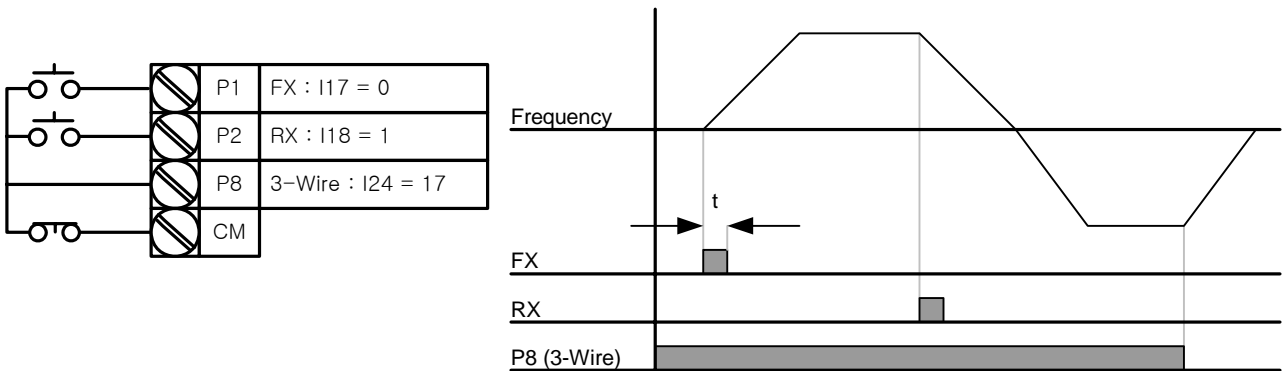 P1 FX : I17 = 0
P2 RX : I18 = 1
P8 3-Wire : I24 = 17
CM
Frequency
t
FX
RX
P8 (3-Wire)